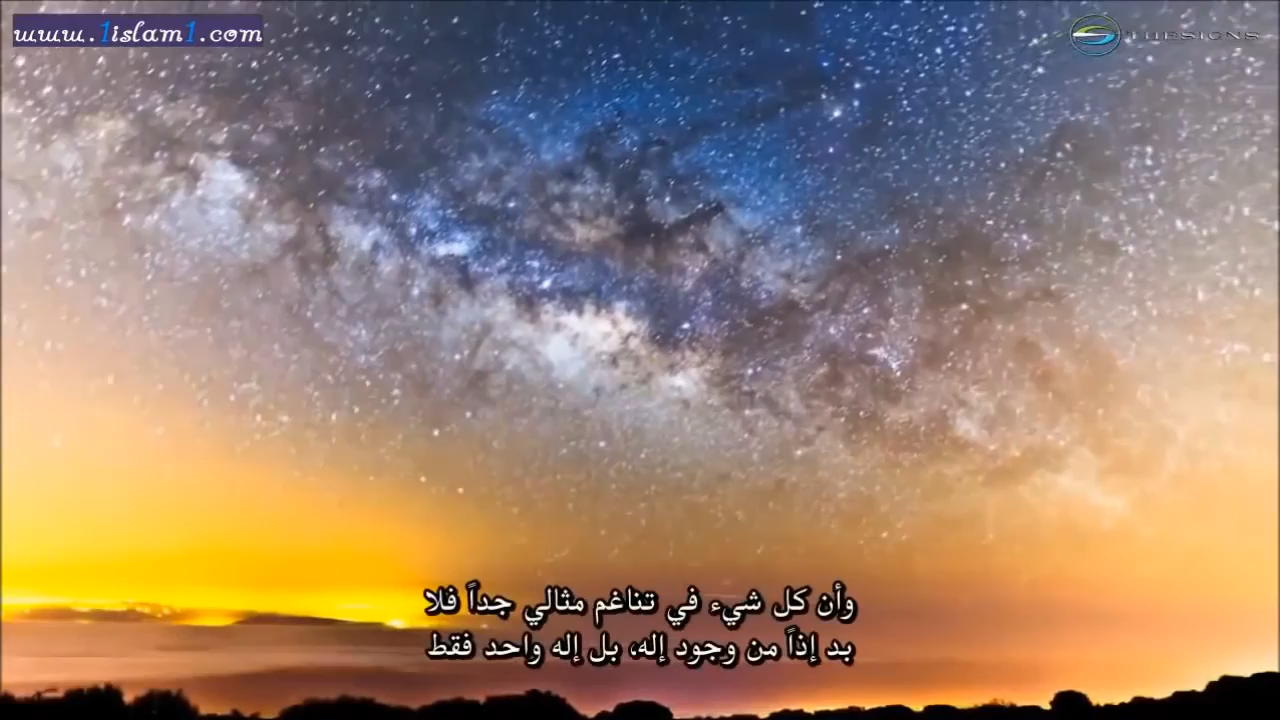 www.1islam1.com
THESIGNS
وأن كل شيء في تناغم مثالي جداً فلا
بد إذاً من وجود إله، بل إله واحد فقط